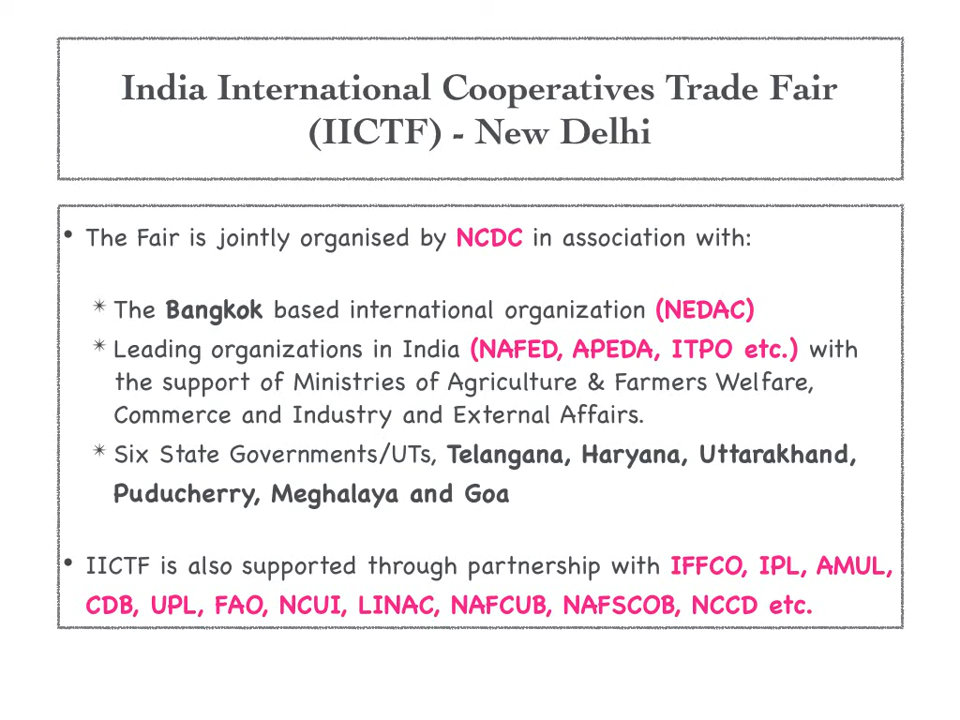 India International Cooperatives Trade Fair
(IICTF) - New Delhi
• The Fair is jointly organised by NCDC in association with:
* The Bangkok based international organization (NEDAC)
* Leading organizations in India (NAFED, APEDA, ITPO etc.) with
the support of Ministries of Agriculture & Farmers Welfare,
Commerce and Industry and External Affairs.
* Six State Governments/UTs, Telangana, Haryana, Uttarakhand,
Puducherry, Meghalaya and Goa
• IICTF is also supported through partnership with IFFCO, IPL, AMUL,
CDB, UPL, FAO, NCUI, LINAC, NAFCUB, NAFSCOB, NCCD etc.